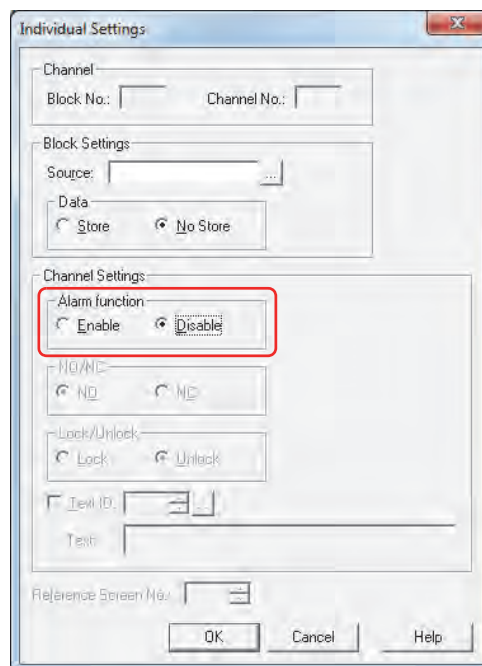 Individual Settings
Channel
Block No.: Channel No.:
Block Settings
Source: ...
Data
Store No Store
Channel Settings
Alarm function
Enable Disable
NO/NC
NO NC
Lock/Unlock
Lock Unlock
Text ID: ...
Text:
Reference Screen No.:
OK Cancel Help